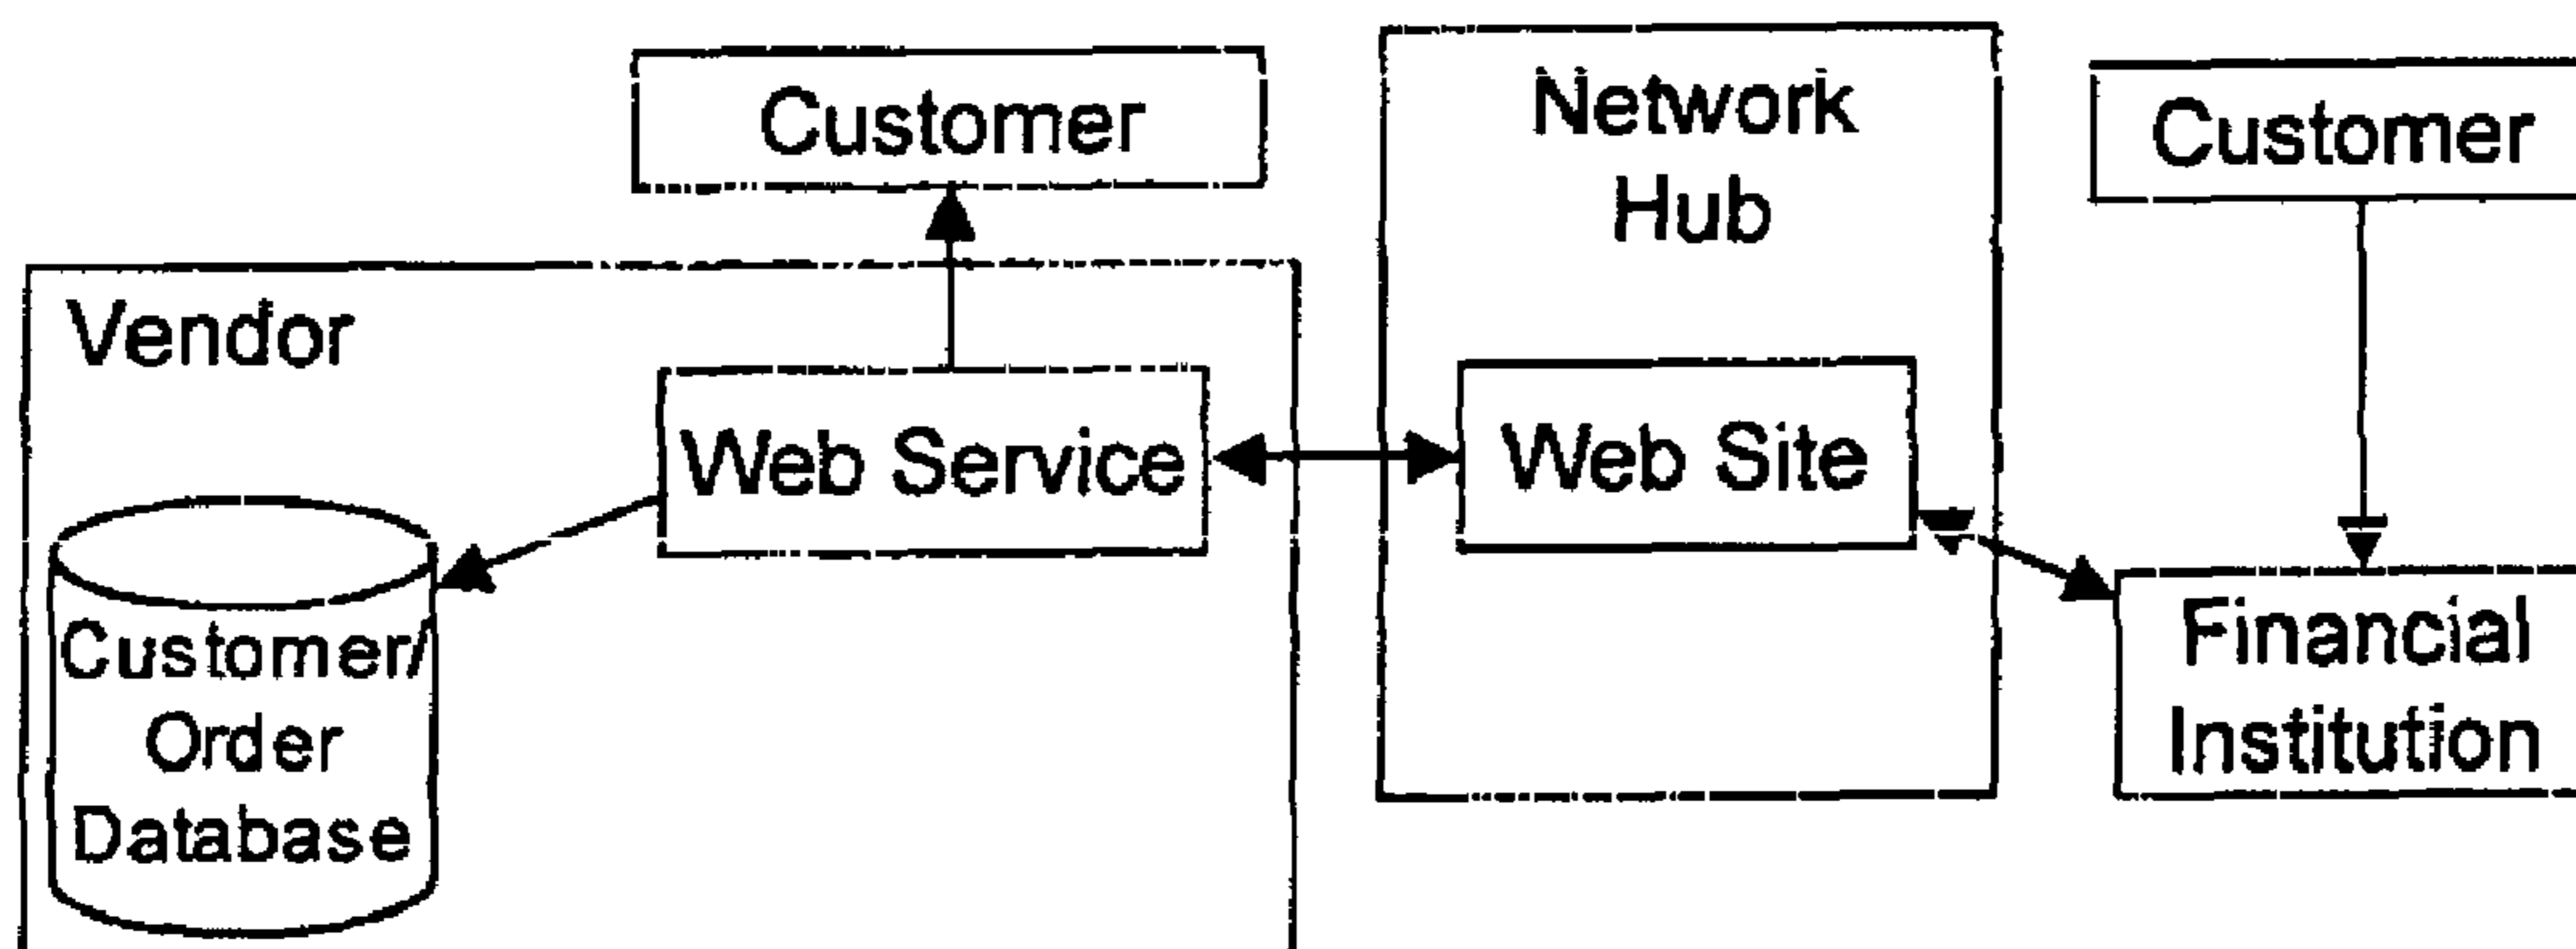 Customer
Network
Hub
Customer
Vendor
Web Service
Web Site
Customer/
Order
Database
Financial
Institution